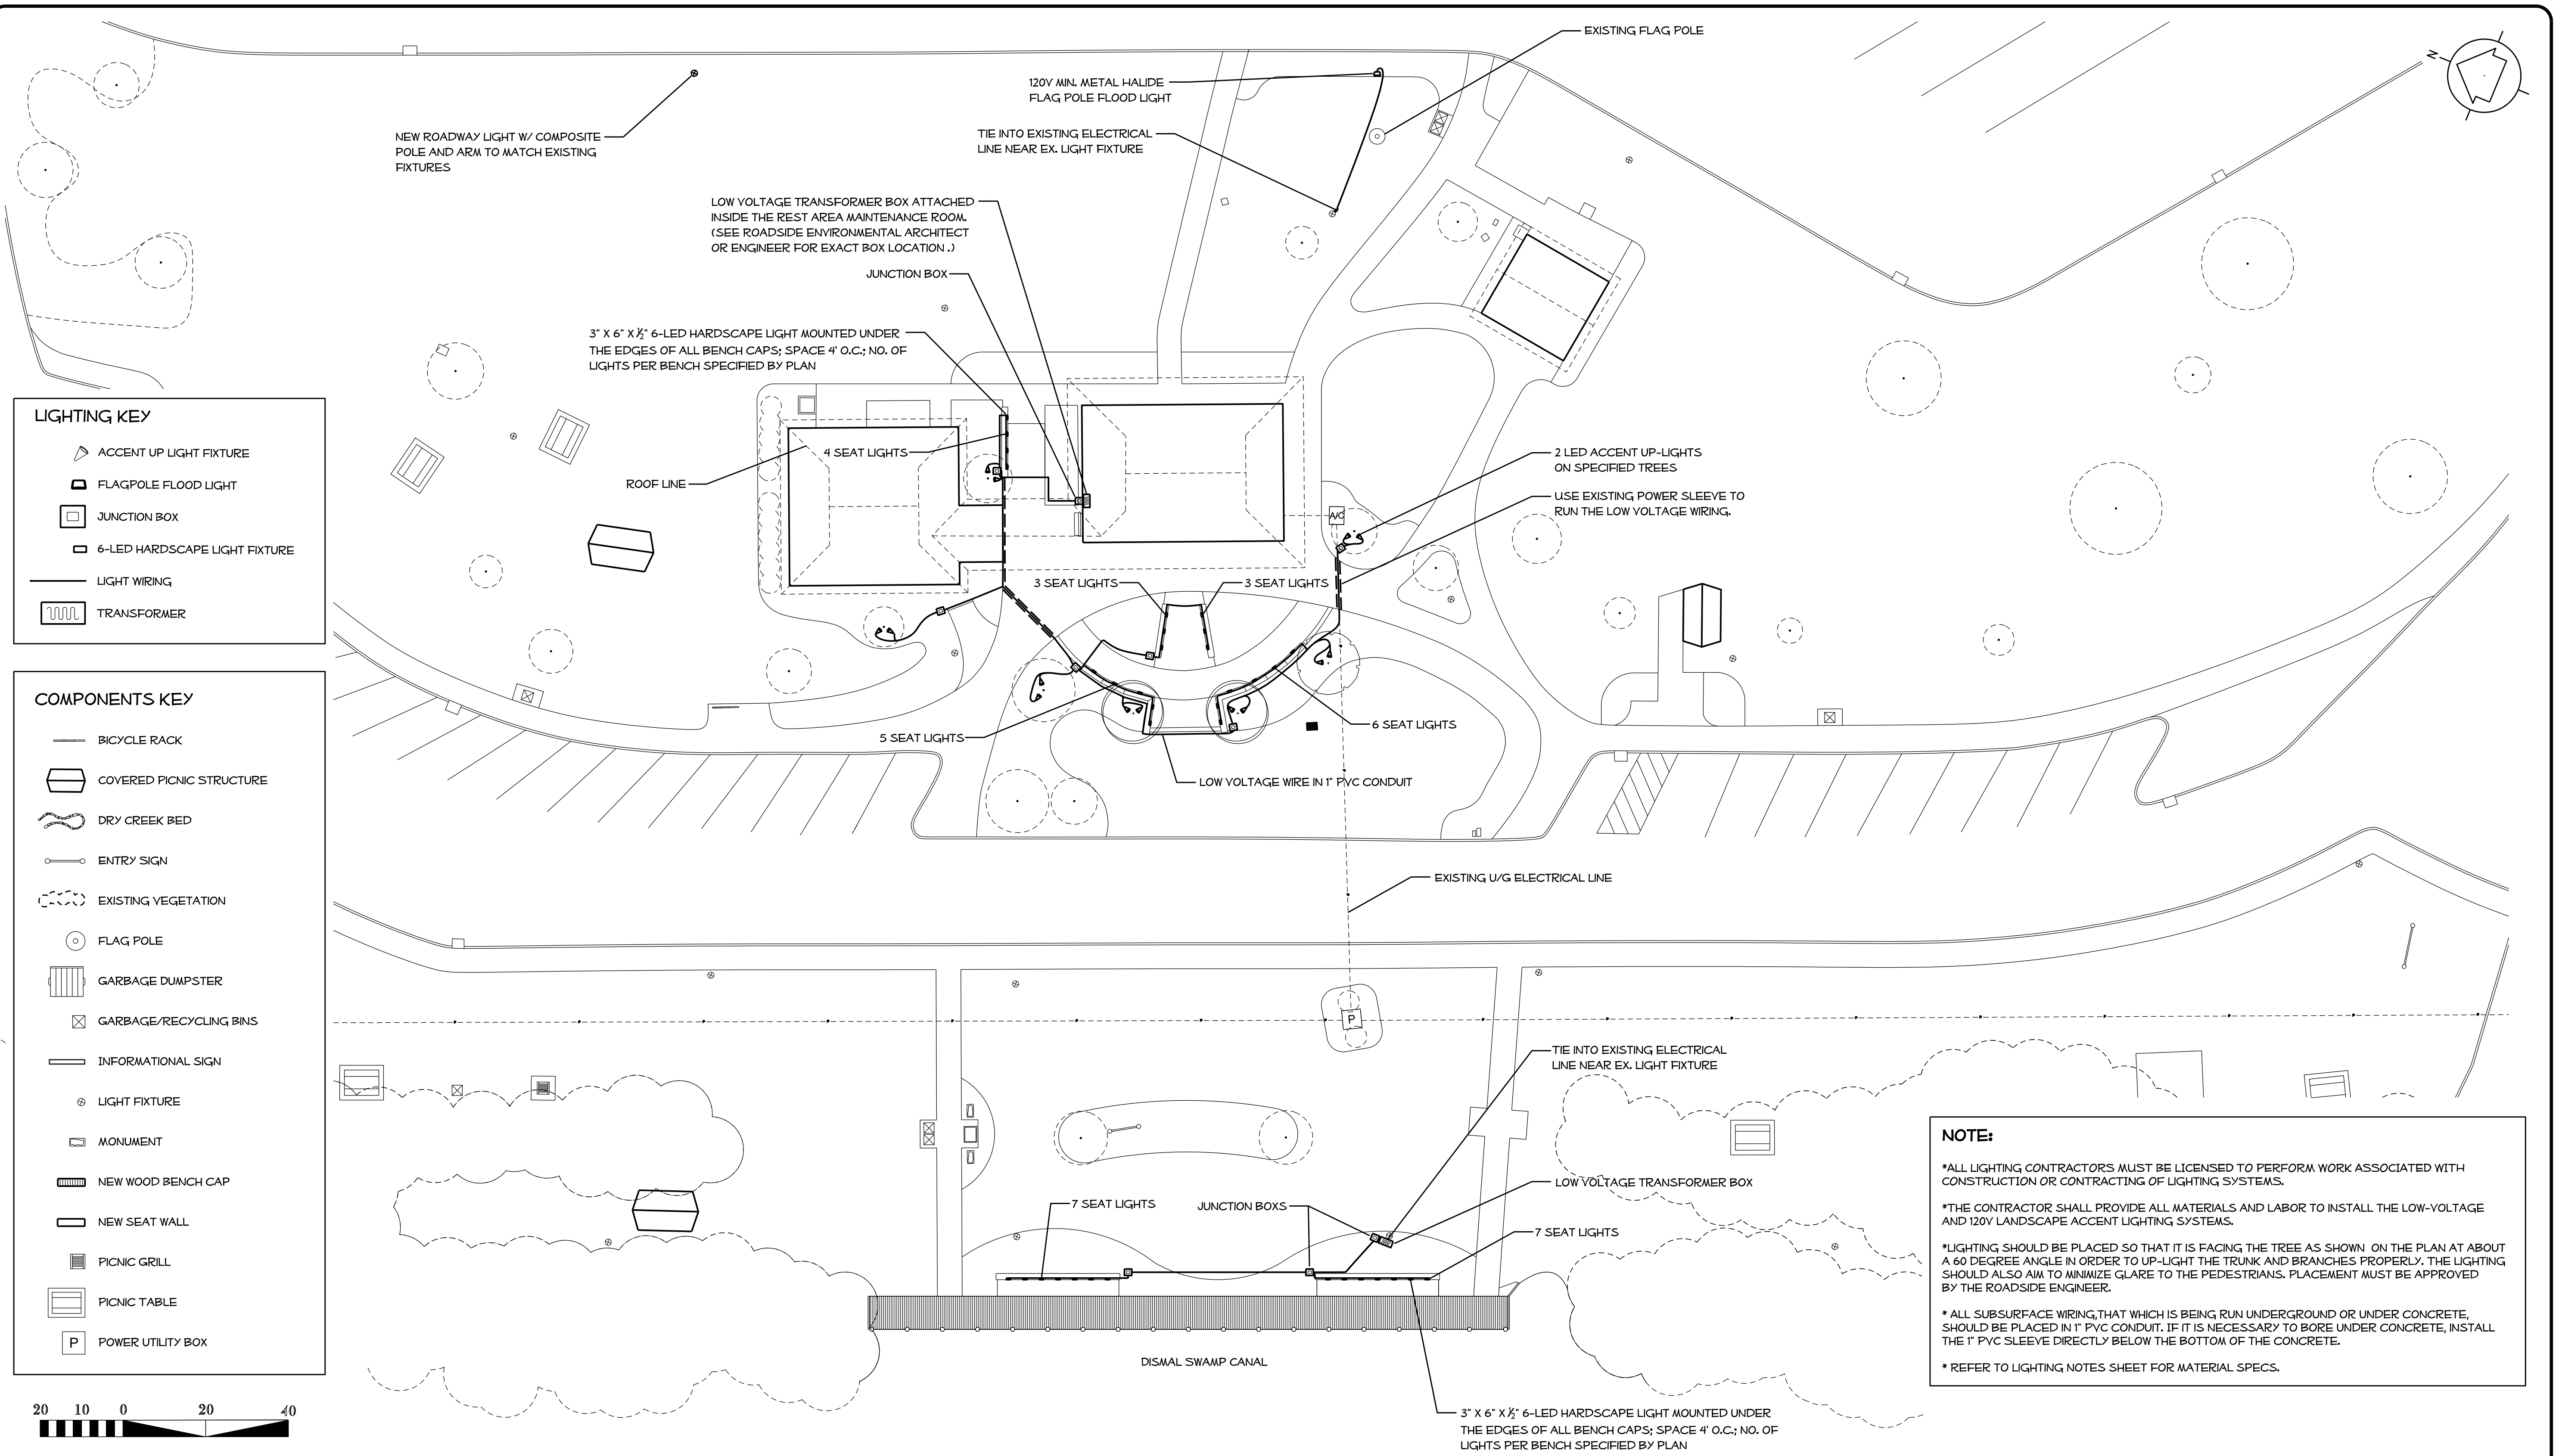 EXISTING FLAG POLE
N
120V MIN. METAL HALIDE
FLAG POLE FLOOD LIGHT
NEW ROADWAY LIGHT W/ COMPOSITE
POLE AND ARM TO MATCH EXISTING
FIXTURES
TIE INTO EXISTING ELECTRICAL
LINE NEAR EX. LIGHT FIXTURE
LOW VOLTAGE TRANSFORMER BOX ATTACHED
INSIDE THE REST AREA MAINTENANCE ROOM.
(SEE ROADSIDE ENVIRONMENTAL ARCHITECT
OR ENGINEER FOR EXACT BOX LOCATION .)
JUNCTION BOX
3" X 6" X ½" 6-LED HARDSCAPE LIGHT MOUNTED UNDER
THE EDGES OF ALL BENCH CAPS; SPACE 4' O.C.; NO. OF
LIGHTS PER BENCH SPECIFIED BY PLAN
4 SEAT LIGHTS
ROOF LINE
2 LED ACCENT UP-LIGHTS
ON SPECIFIED TREES
USE EXISTING POWER SLEEVE TO
RUN THE LOW VOLTAGE WIRING.
A/C
3 SEAT LIGHTS
3 SEAT LIGHTS
5 SEAT LIGHTS
6 SEAT LIGHTS
LOW VOLTAGE WIRE IN 1" PVC CONDUIT
EXISTING U/G ELECTRICAL LINE
P
LIGHTING KEY
ACCENT UP LIGHT FIXTURE
FLAGPOLE FLOOD LIGHT
JUNCTION BOX
6-LED HARDSCAPE LIGHT FIXTURE
LIGHT WIRING
TRANSFORMER
COMPONENTS KEY
BICYCLE RACK
COVERED PICNIC STRUCTURE
DRY CREEK BED
ENTRY SIGN
EXISTING VEGETATION
FLAG POLE
GARBAGE DUMPSTER
GARBAGE/RECYCLING BINS
INFORMATIONAL SIGN
LIGHT FIXTURE
MONUMENT
NEW WOOD BENCH CAP
NEW SEAT WALL
PICNIC GRILL
PICNIC TABLE
P POWER UTILITY BOX
20 10 0 20 40
TIE INTO EXISTING ELECTRICAL
LINE NEAR EX. LIGHT FIXTURE
LOW VOLTAGE TRANSFORMER BOX
7 SEAT LIGHTS
JUNCTION BOXS
7 SEAT LIGHTS
DISMAL SWAMP CANAL
3" X 6" X ½" 6-LED HARDSCAPE LIGHT MOUNTED UNDER
THE EDGES OF ALL BENCH CAPS; SPACE 4' O.C.; NO. OF
LIGHTS PER BENCH SPECIFIED BY PLAN
NOTE:
*ALL LIGHTING CONTRACTORS MUST BE LICENSED TO PERFORM WORK ASSOCIATED WITH
CONSTRUCTION OR CONTRACTING OF LIGHTING SYSTEMS.
*THE CONTRACTOR SHALL PROVIDE ALL MATERIALS AND LABOR TO INSTALL THE LOW-VOLTAGE
AND 120V LANDSCAPE ACCENT LIGHTING SYSTEMS.
*LIGHTING SHOULD BE PLACED SO THAT IT IS FACING THE TREE AS SHOWN ON THE PLAN AT ABOUT
A 60 DEGREE ANGLE IN ORDER TO UP-LIGHT THE TRUNK AND BRANCHES PROPERLY. THE LIGHTING
SHOULD ALSO AIM TO MINIMIZE GLARE TO THE PEDESTRIANS. PLACEMENT MUST BE APPROVED
BY THE ROADSIDE ENGINEER.
* ALL SUBSURFACE WIRING,THAT WHICH IS BEING RUN UNDERGROUND OR UNDER CONCRETE,
SHOULD BE PLACED IN 1" PVC CONDUIT. IF IT IS NECESSARY TO BORE UNDER CONCRETE, INSTALL
THE 1" PVC SLEEVE DIRECTLY BELOW THE BOTTOM OF THE CONCRETE.
* REFER TO LIGHTING NOTES SHEET FOR MATERIAL SPECS.